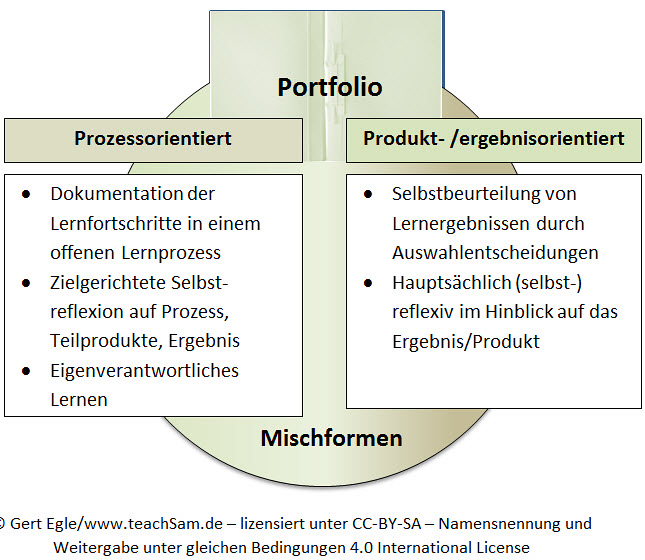 Portfolio
Prozessorientiert
• Dokumentation der
Lernfortschritte in einem
offenen Lernprozess
• Zielgerichtete Selbst-
reflexion auf Prozess,
Teilprodukte, Ergebnis
• Eigenverantwortliches
Lernen
Produkt- /ergebnisorientiert
• Selbstbeurteilung von
Lernergebnissen durch
Auswahlentscheidungen
• Hauptsächlich (selbst-)
reflexiv im Hinblick auf das
Ergebnis/Produkt
Mischformen
© Gert Egle/www.teachSam.de – lizensiert unter CC-BY-SA – Namensnennung und
Weitergabe unter gleichen Bedingungen 4.0 International License